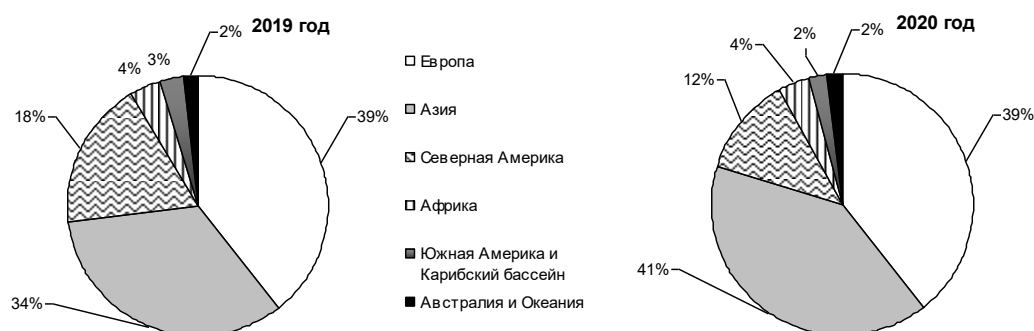 2019 год
2%
3%
4%
18%
39%
34%
Европа
Азия
Северная Америка
Африка
Южная Америка и
Карибский бассейн
Австралия и Океания
2020 год
2%
2%
4%
12%
39%
41%